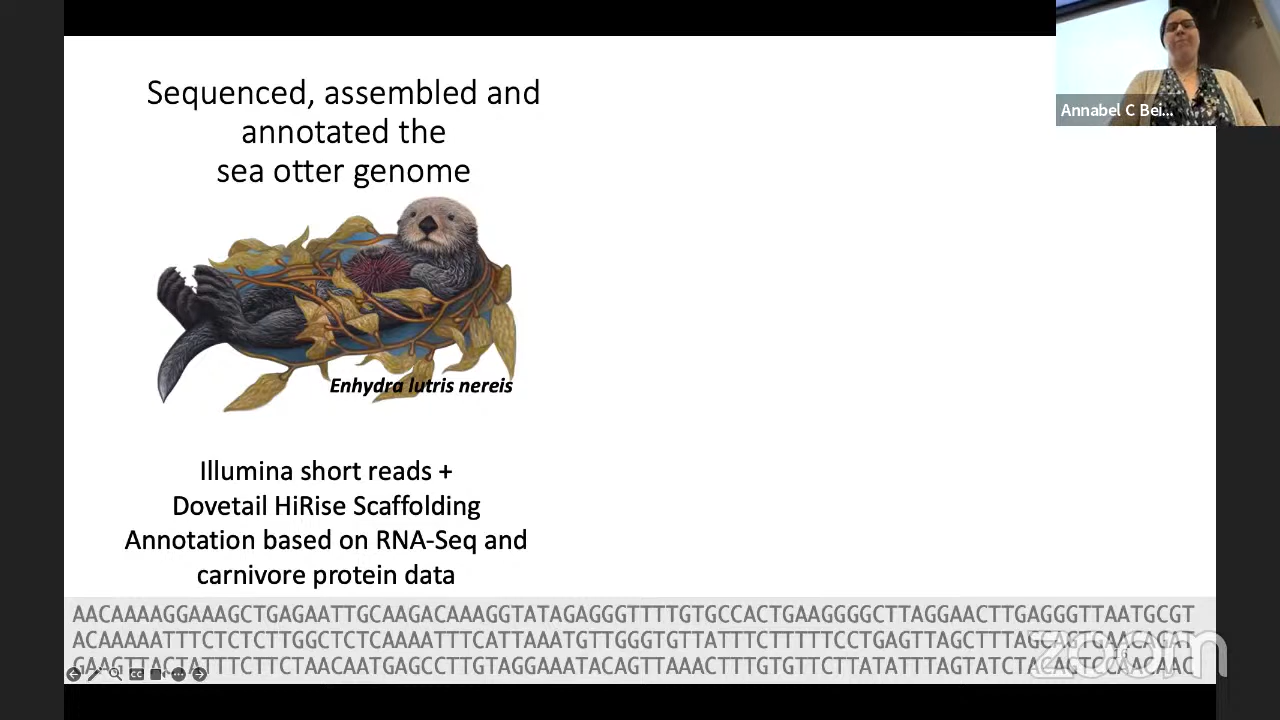 Sequenced, assembled and
annotated the
sea otter genome
Annabel C Bei...
Enhydra lutris nereis
Illumina short reads +
Dovetail HiRise Scaffolding
Annotation based on RNA-Seq and
carnivore protein data
AACAAAAGGAAAGCTGAGAATTGCAAGACAAAGGTATAGAGGGTTTTGTGCCACTGAAGGGGCTTAGGAACTTGAGGGTTAATGCGT
zoom